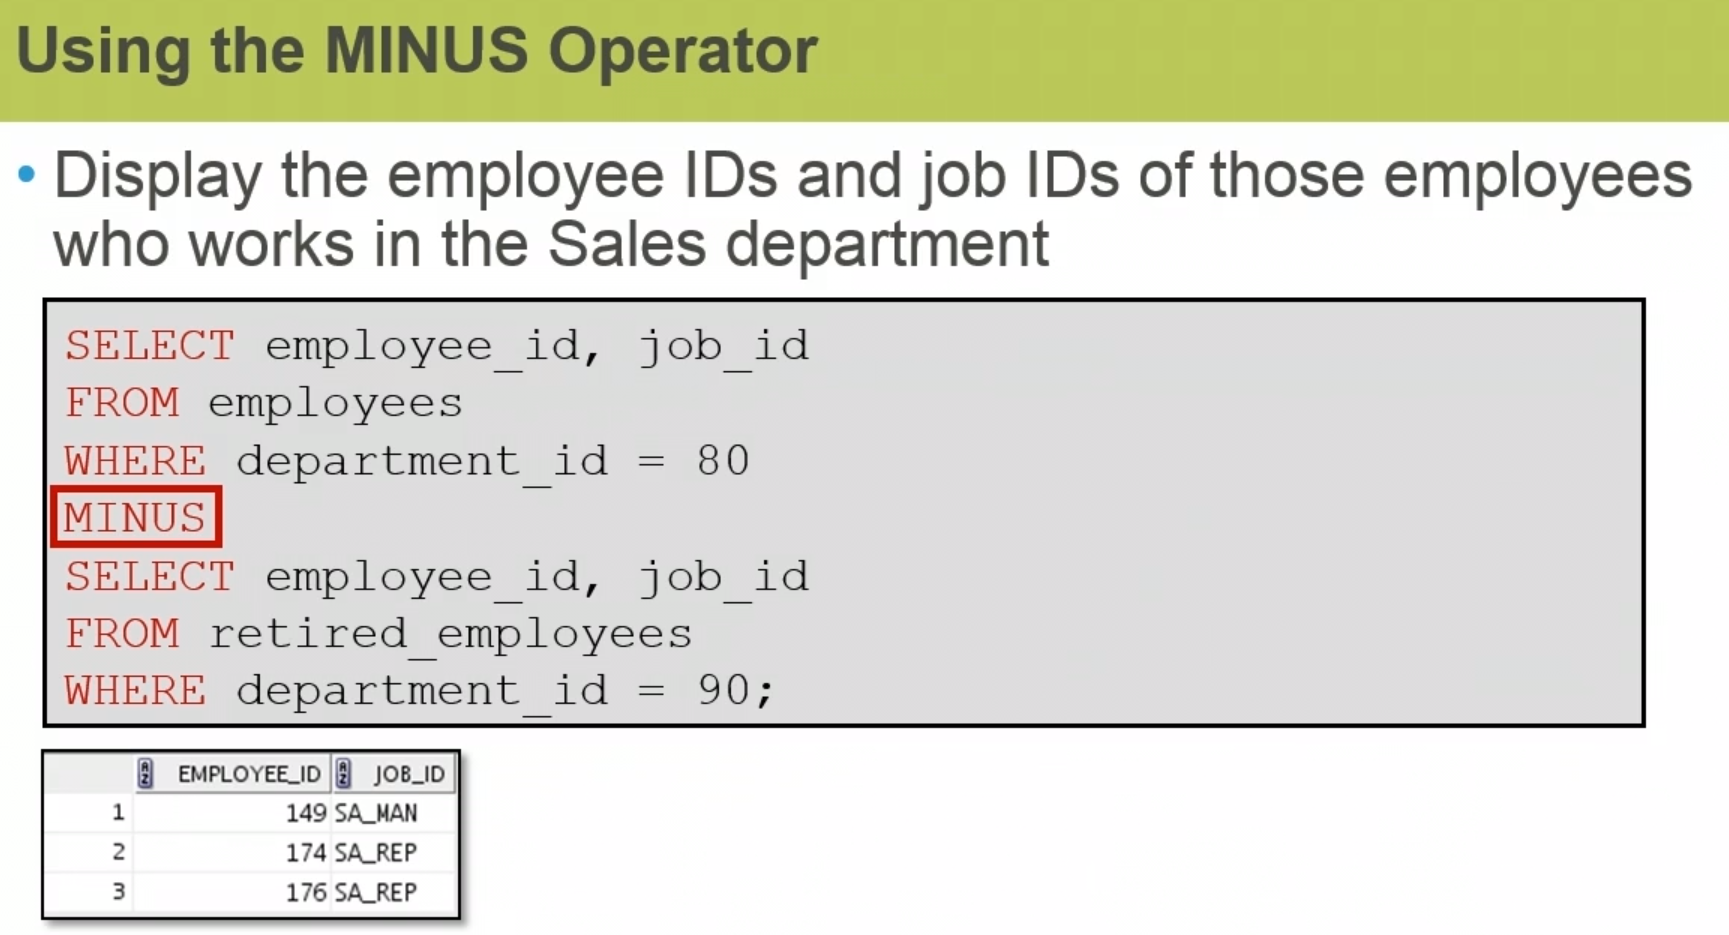 Using the MINUS Operator
• Display the employee IDs and job IDs of those employees
who works in the Sales department
SELECT employee_id, job_id
FROM employees
WHERE department_id = 80
MINUS
SELECT employee_id, job_id
FROM retired_employees
WHERE department_id = 90;
EMPLOYEE_ID JOB_ID
1 149 SA_MAN
2 174 SA_REP
3 176 SA_REP